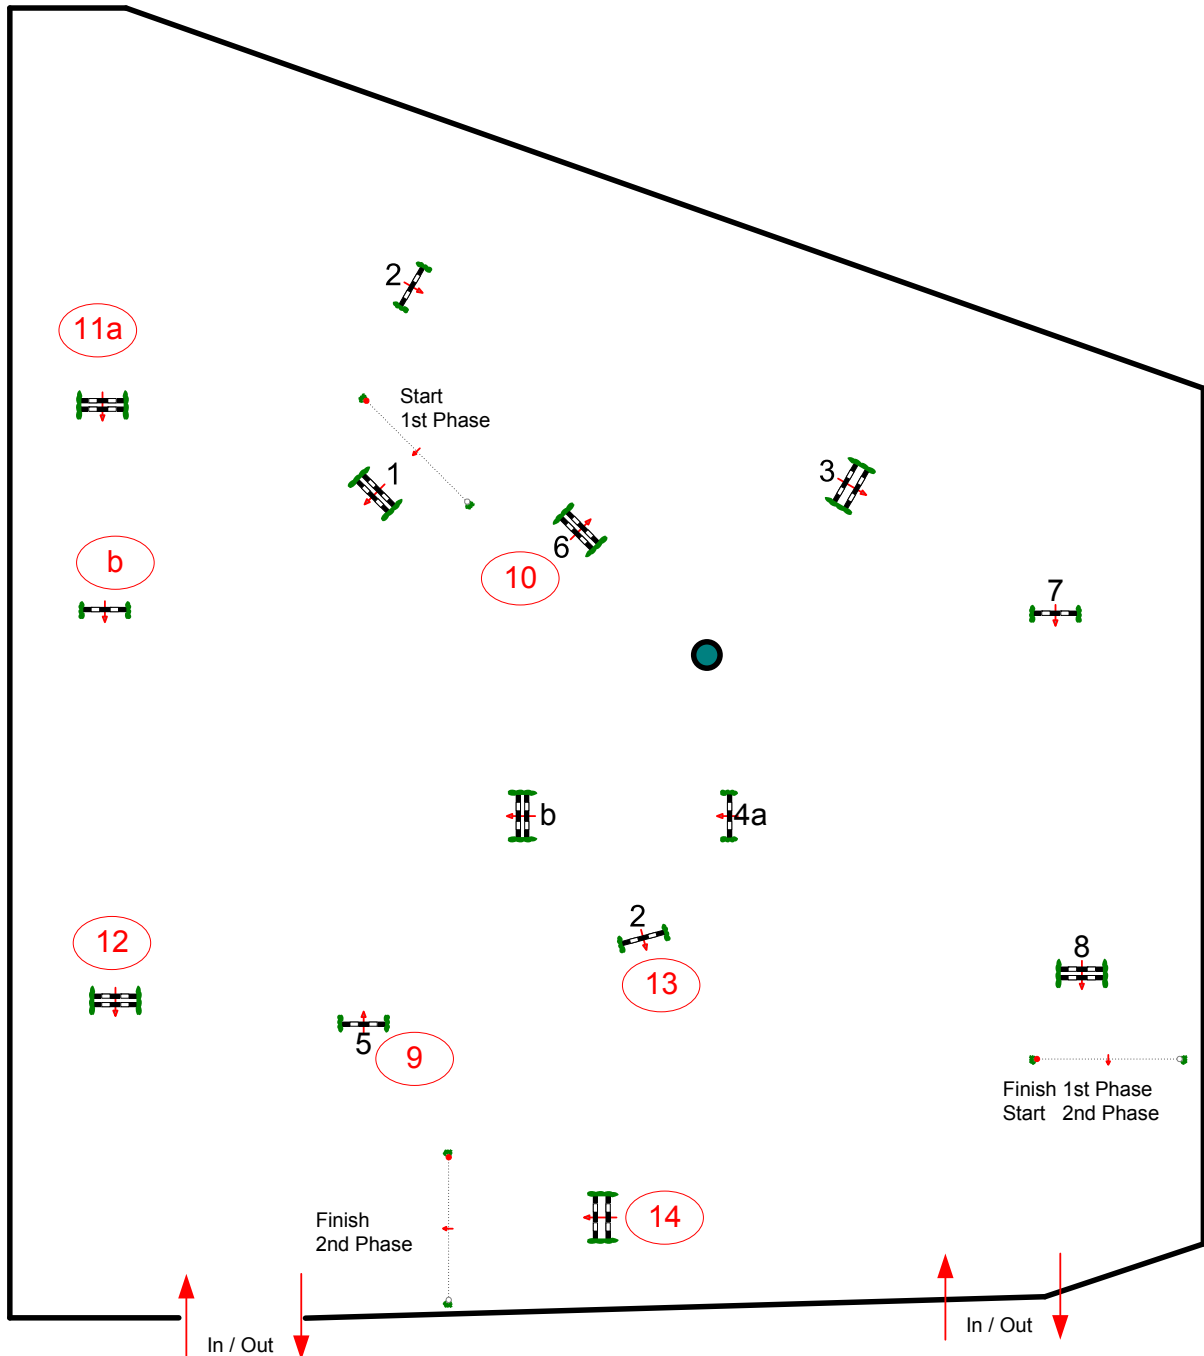 2
11a
Start
1st Phase
1
3
6
10
b
7
b
4a
2
13
12
8
5
9
Finish 1st Phase
Start 2nd Phase
14
Finish
2nd Phase
In / Out
In / Out